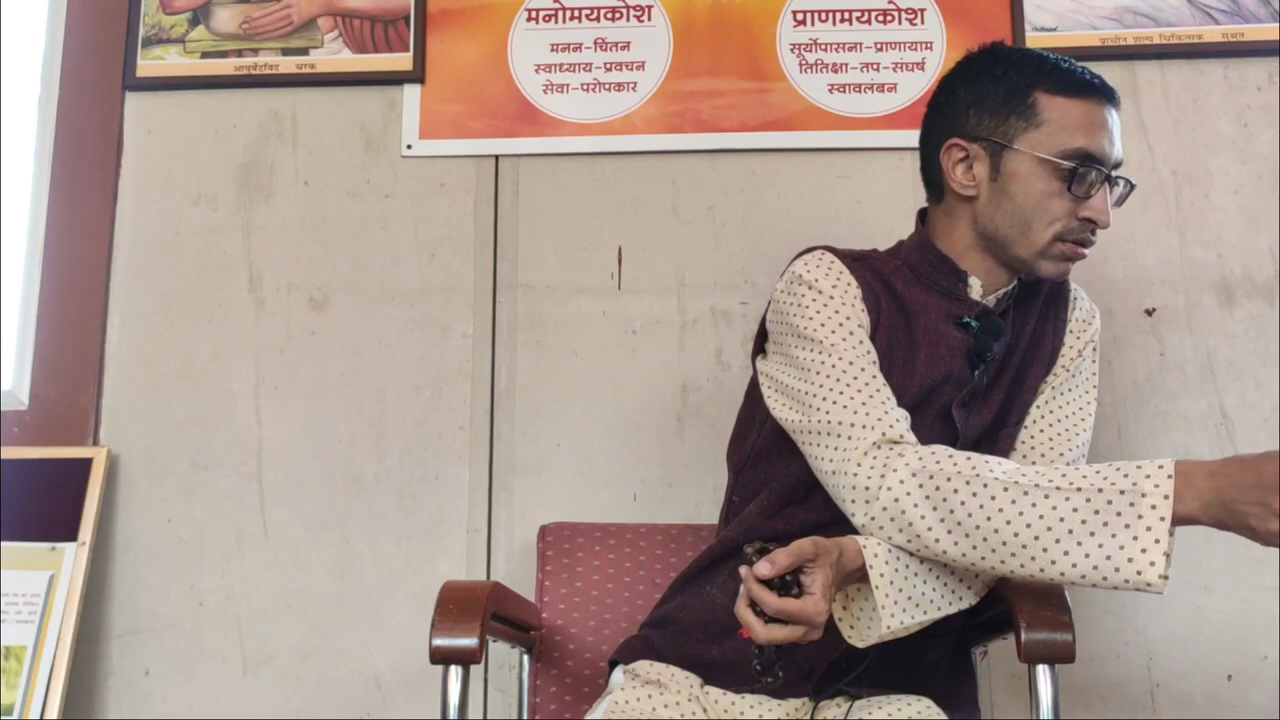 आयुर्वेदविद - चरक
मनोमयकोश
मनन-चिंतन
स्वाध्याय-प्रवचन
सेवा-परोपकार
प्राणमयकोश
सूर्योपासना-प्राणायाम
तितिक्षा-तप-संघर्ष
स्वावलंबन
प्राचीन शल्य चिकित्सक - सुश्रुत